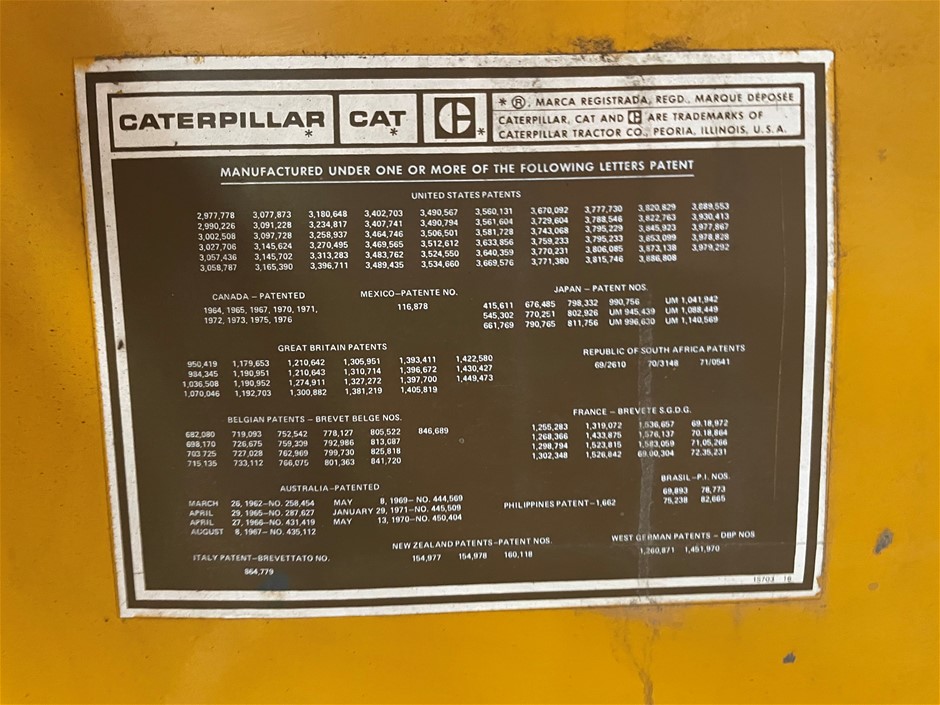 CATERPILLAR * CAT * C *
* ®, MARCA REGISTRADA, REGD., MARQUE DÉPOSÉE
CATERPILLAR, CAT AND C ARE TRADEMARKS OF
CATERPILLAR TRACTOR CO., PEORIA, ILLINOIS, U.S.A.
MANUFACTURED UNDER ONE OR MORE OF THE FOLLOWING LETTERS PATENT
UNITED STATES PATENTS
2,977,778 3,077,873 3,180,648 3,402,703 3,490,567 3,560,131 3,670,092 3,777,730 3,820,829 3,889,553
2,990,226 3,091,228 3,234,817 3,407,741 3,490,794 3,561,604 3,729,604 3,788,546 3,822,763 3,930,413
3,002,508 3,097,728 3,258,937 3,464,746 3,506,501 3,581,728 3,743,068 3,795,229 3,845,923 3,977,867
3,027,706 3,145,624 3,270,495 3,469,565 3,512,612 3,633,856 3,759,233 3,795,233 3,853,099 3,978,828
3,057,436 3,145,702 3,313,283 3,483,762 3,524,550 3,640,359 3,770,231 3,806,085 3,873,138 3,979,292
3,058,787 3,165,390 3,396,711 3,489,435 3,534,660 3,669,576 3,771,380 3,815,746 3,886,808
CANADA – PATENTED
1964, 1965, 1967, 1970, 1971,
1972, 1973, 1975, 1976
MEXICO–PATENTE NO.
116,878
JAPAN – PATENT NOS.
415,611 676,485 798,332 990,756 UM 1,041,942
545,302 770,251 802,926 UM 945,439 UM 1,088,449
661,769 790,765 811,756 UM 996,630 UM 1,140,569
GREAT BRITAIN PATENTS
950,419 1,179,653 1,210,642 1,305,951 1,393,411 1,422,580
984,345 1,190,951 1,210,643 1,310,714 1,396,672 1,430,427
1,036,508 1,190,952 1,274,911 1,327,272 1,397,700 1,449,473
1,070,046 1,192,703 1,300,882 1,381,219 1,405,819
REPUBLIC OF SOUTH AFRICA PATENTS
69/2610 70/3148 71/0541
BELGIAN PATENTS – BREVET BELGE NOS.
682,080 719,093 752,542 778,127 805,522 846,689
698,170 726,675 759,339 792,986 813,087
703,725 727,028 762,969 799,730 825,818
715,135 733,112 766,075 801,363 841,720
FRANCE – BREVETE S.G.D.G.
1,255,283 1,319,072 1,536,657 69.18,972
1,268,366 1,433,875 1,576,137 70.18,864
1,298,794 1,523,815 1,583,059 71,05,266
1,302,348 1,526,842 69.00,304 72.35,231
BRASIL –P.I. NOS.
69,893 78,773
75,238 82,665
AUSTRALIA–PATENTED
MARCH 26, 1962–NO. 258,454 MAY 8, 1969–NO. 444,569
APRIL 29, 1965–NO. 287,627 JANUARY 29, 1971–NO. 445,509
APRIL 27, 1966–NO. 431,419 MAY 13, 1970–NO. 450,404
AUGUST 8, 1967–NO. 435,112
PHILIPPINES PATENT–1,662
ITALY PATENT–BREVETTATO NO.
864,779
NEW ZEALAND PATENTS–PATENT NOS.
154,977 154,978 160,118
WEST GERMAN PATENTS – DBP NOS
1,260,871 1,451,970
1S703 18